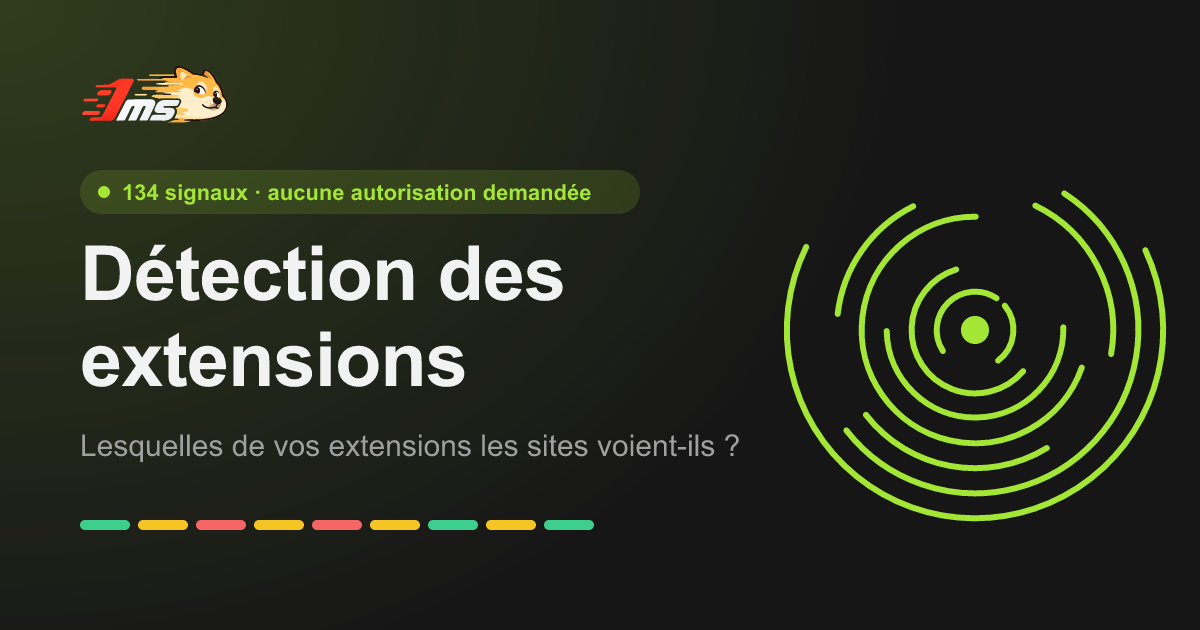 1ms
134 signaux · aucune autorisation demandée
Détection des
extensions
Lesquelles de vos extensions les sites voient-ils ?